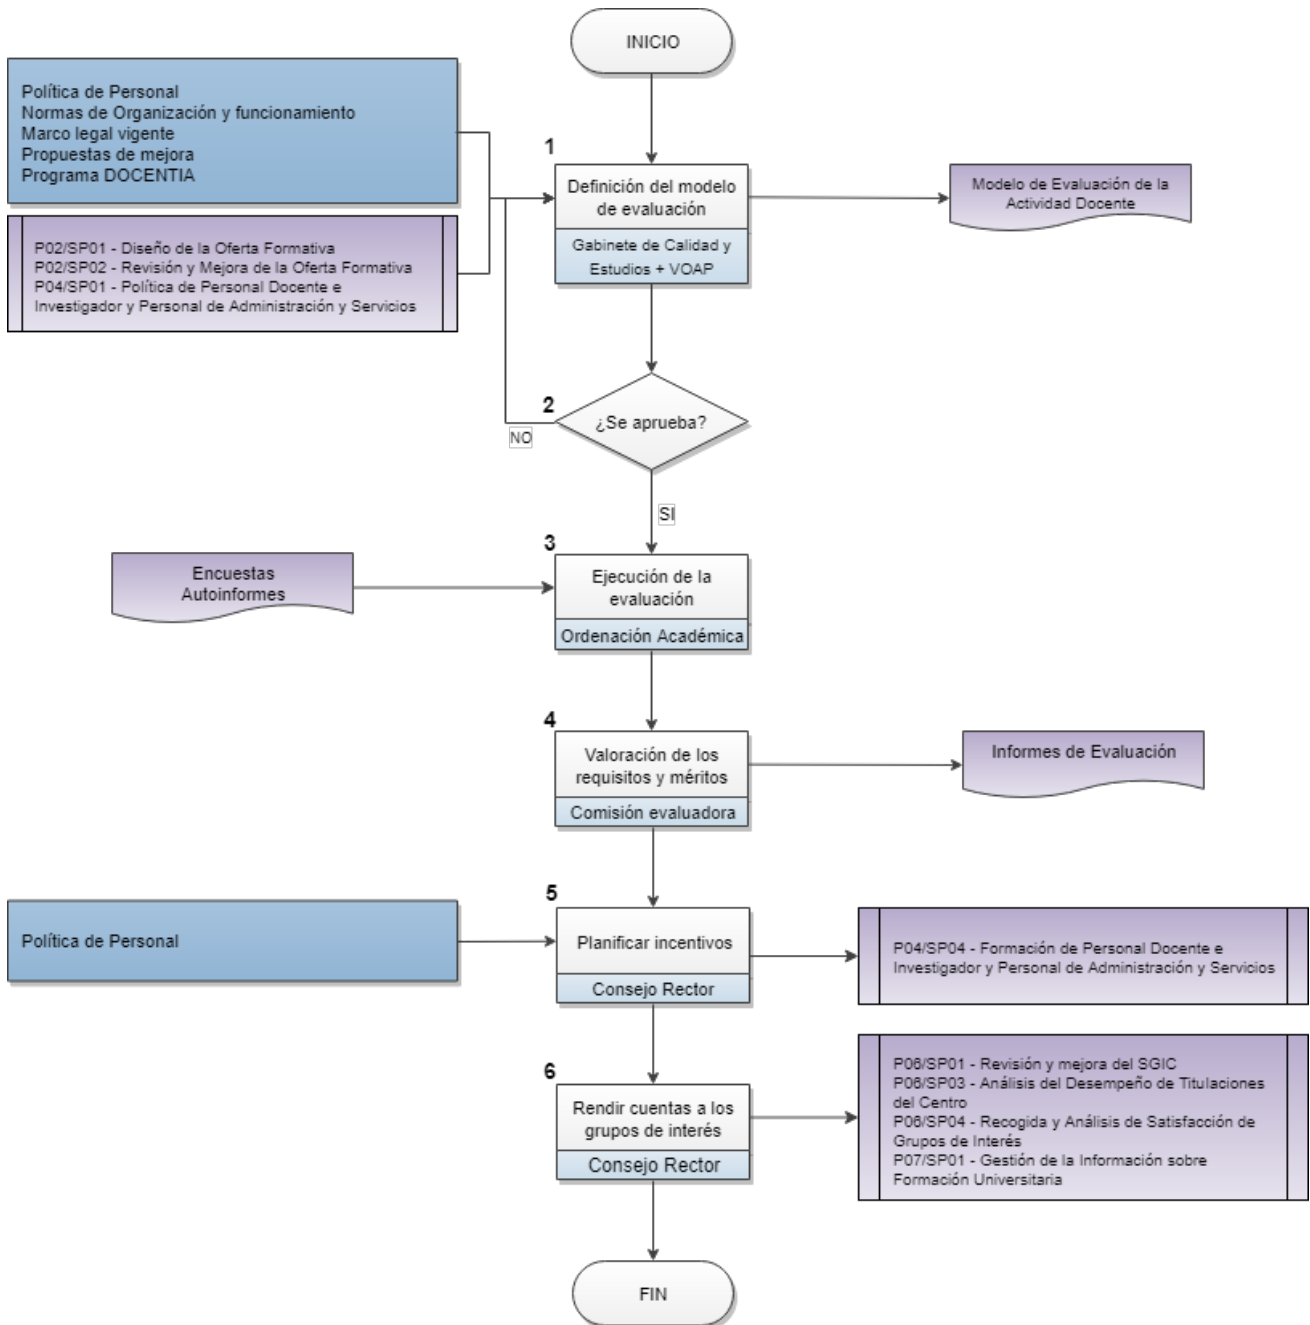 INICIO
Política de Personal
Normas de Organización y funcionamiento
Marco legal vigente
Propuestas de mejora
Programa DOCENTIA
P02/SP01 - Diseño de la Oferta Formativa
P02/SP02 - Revisión y Mejora de la Oferta Formativa
P04/SP01 - Política de Personal Docente e
Investigador y Personal de Administración y Servicios
1
Definición del modelo
de evaluación
Gabinete de Calidad y
Estudios + VOAP
Modelo de Evaluación de la
Actividad Docente
2
¿Se aprueba?
NO
SI
3
Encuestas
Autoinformes
Ejecución de la
evaluación
Ordenación Académica
4
Valoración de los
requisitos y méritos
Comisión evaluadora
Informes de Evaluación
5
Política de Personal
Planificar incentivos
Consejo Rector
P04/SP04 - Formación de Personal Docente e
Investigador y Personal de Administración y Servicios
6
Rendir cuentas a los
grupos de interés
Consejo Rector
P06/SP01 - Revisión y mejora del SGIC
P06/SP03 - Análisis del Desempeño de Titulaciones
del Centro
P06/SP04 - Recogida y Análisis de Satisfacción de
Grupos de Interés
P07/SP01 - Gestión de la Información sobre
Formación Universitaria
FIN